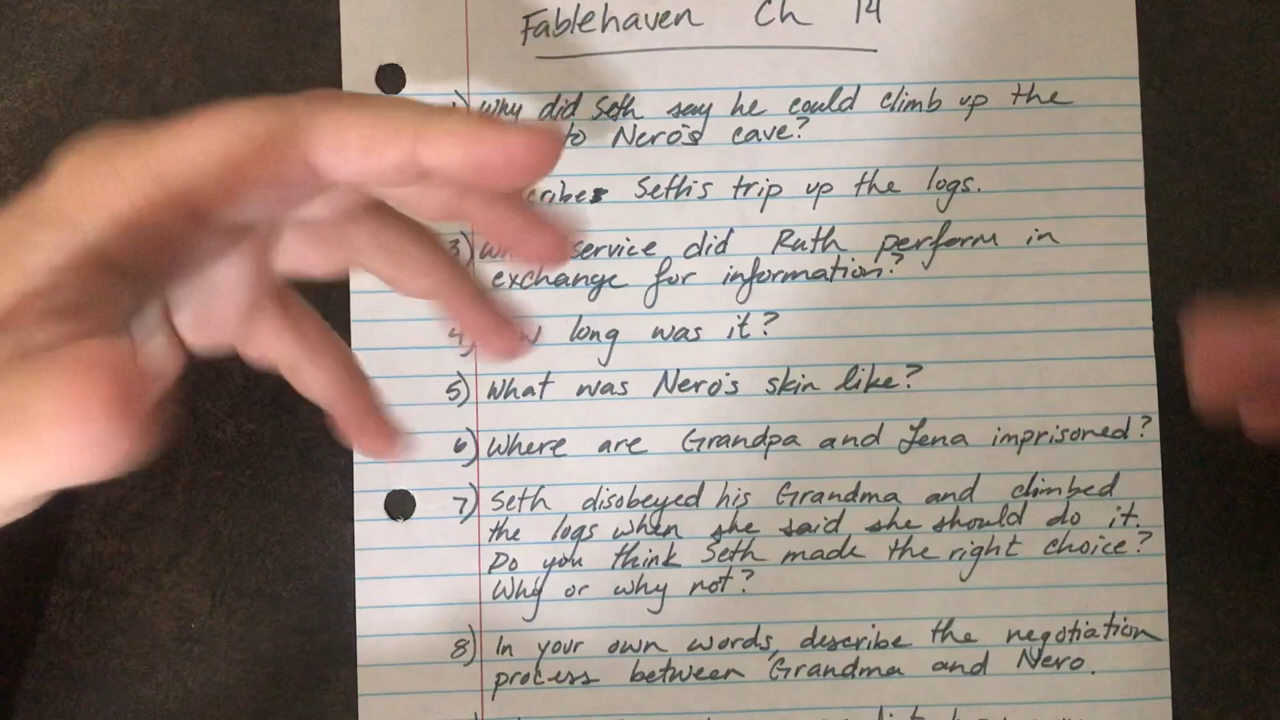 Fablehaven Ch 14
1) Why did Seth say he could climb up the
to Nero's cave?
Seth's trip up the logs.
3) service did Ruth perform in
exchange for information?
4) long was it?
5) What was Nero's skin like?
6) Where are Grandpa and Lena imprisoned?
7) Seth disobeyed his Grandma and climbed
the logs when she said she should do it.
Do you think Seth made the right choice?
Why or why not?
8) In your own words, describe the negotiation
process between Grandma and Nero.